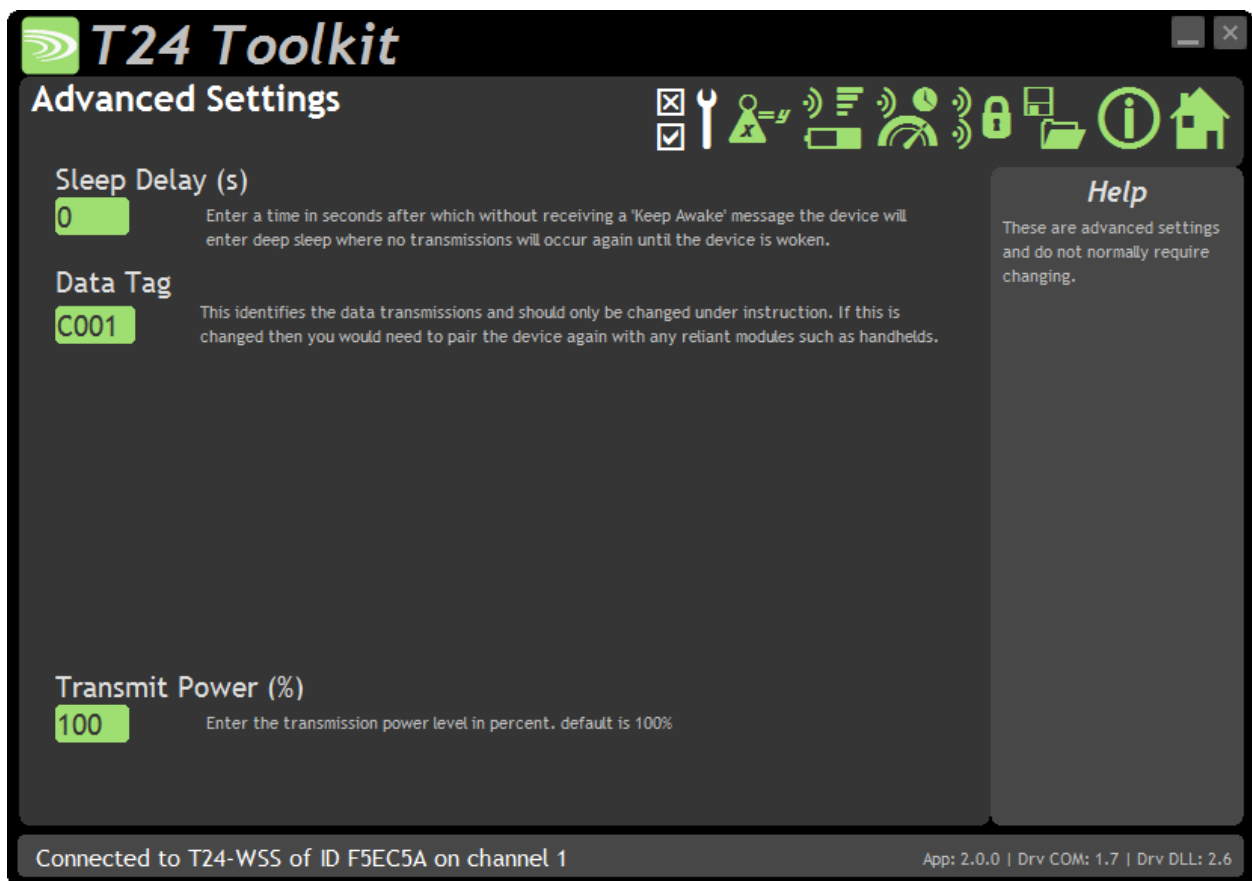 T24 Toolkit
Advanced Settings
x=y
Sleep Delay (s)
0
Enter a time in seconds after which without receiving a 'Keep Awake' message the device will
enter deep sleep where no transmissions will occur again until the device is woken.
Data Tag
C001
This identifies the data transmissions and should only be changed under instruction. If this is
changed then you would need to pair the device again with any reliant modules such as handhelds.
Transmit Power (%)
100
Enter the transmission power level in percent. default is 100%
Help
These are advanced settings
and do not normally require
changing.
Connected to T24-WSS of ID F5EC5A on channel 1
App: 2.0.0 | Drv COM: 1.7 | Drv DLL: 2.6